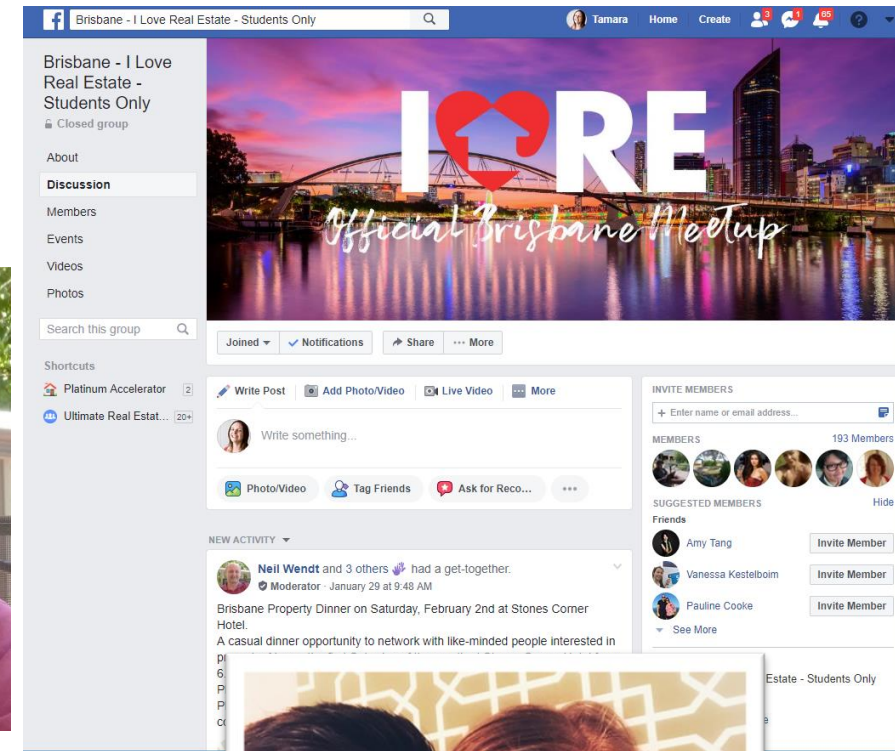 Brisbane - I Love Real Estate - Students Only
Tamara Home Create 3 1 65
Brisbane - I Love
Real Estate -
Students Only
Closed group
About
Discussion
Members
Events
Videos
Photos
Search this group
Shortcuts
Platinum Accelerator 2
Ultimate Real Estat... 20+
I RE
Official Brisbane MeetUp
Joined Notifications Share More
Write Post Add Photo/Video Live Video More
Write something...
Photo/Video Tag Friends Ask for Reco...
NEW ACTIVITY
Neil Wendt and 3 others had a get-together.
Moderator · January 29 at 9:48 AM
Brisbane Property Dinner on Saturday, February 2nd at Stones Corner
Hotel.
A casual dinner opportunity to network with like-minded people interested in
INVITE MEMBERS
+ Enter name or email address...
MEMBERS 193 Members
SUGGESTED MEMBERS Hide
Friends
Amy Tang Invite Member
Vanessa Kestelboim Invite Member
Pauline Cooke Invite Member
See More
Estate - Students Only